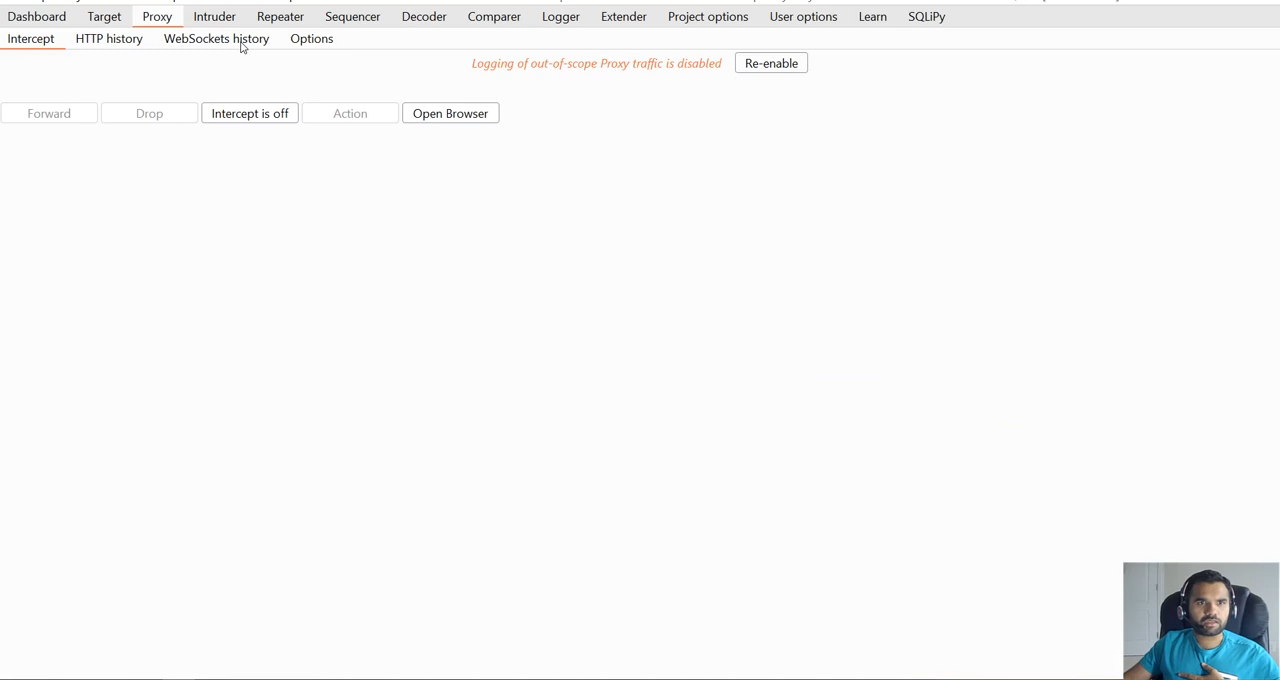 Dashboard Target Proxy Intruder Repeater Sequencer Decoder Comparer Logger Extender Project options User options Learn SQLiPy
Intercept HTTP history WebSockets history Options
Logging of out-of-scope Proxy traffic is disabled Re-enable
Forward Drop Intercept is off Action Open Browser